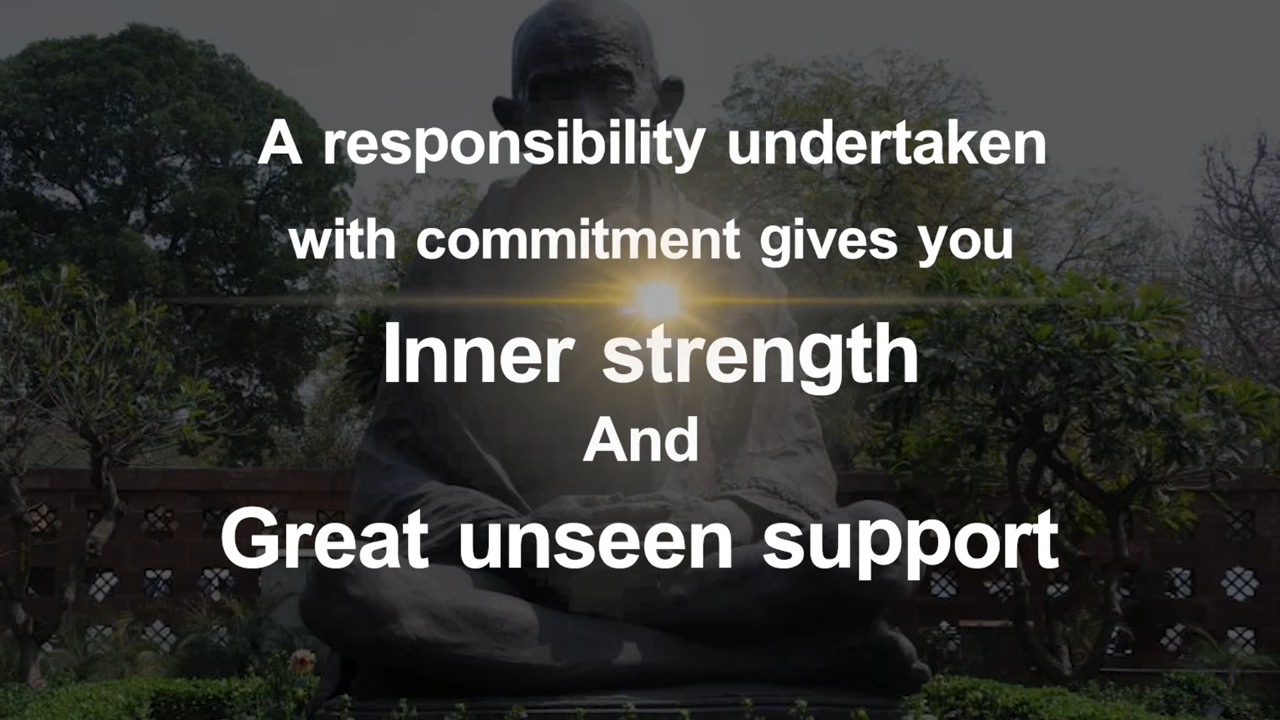 A responsibility undertaken
with commitment gives you
Inner strength
And
Great unseen support